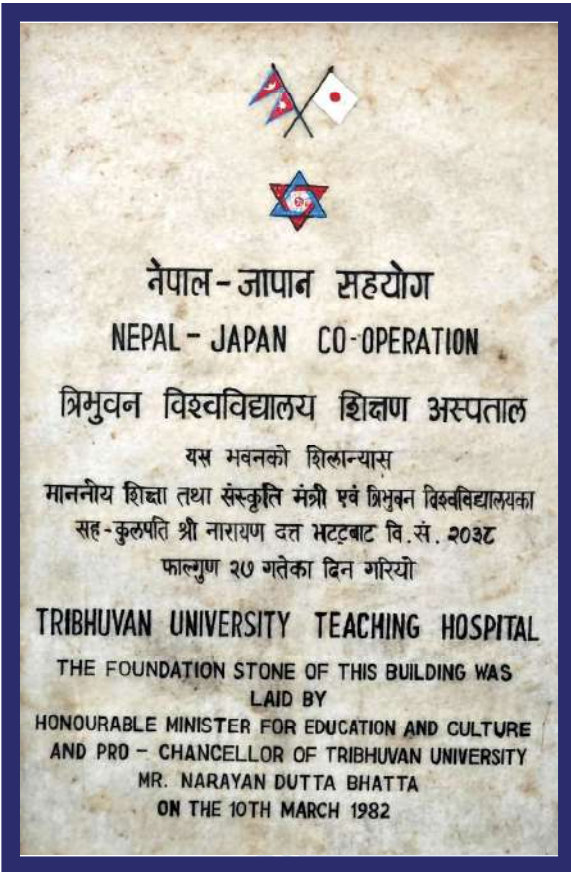 नेपाल-जापान सहयोग
NEPAL - JAPAN CO-OPERATION
त्रिभुवन विश्वविद्यालय शिक्षण अस्पताल
यस भवनको शिलान्यास
माननीय शिक्षा तथा संस्कृति मंत्री एवं त्रिभुवन विश्वविद्यालयका
सह-कुलपति श्री नारायण दत्त भट्टबाट वि.सं. २०३८
फाल्गुण २७ गतेका दिन गरियो
TRIBHUVAN UNIVERSITY TEACHING HOSPITAL
THE FOUNDATION STONE OF THIS BUILDING WAS
LAID BY
HONOURABLE MINISTER FOR EDUCATION AND CULTURE
AND PRO - CHANCELLOR OF TRIBHUVAN UNIVERSITY
MR. NARAYAN DUTTA BHATTA
ON THE 10TH MARCH 1982